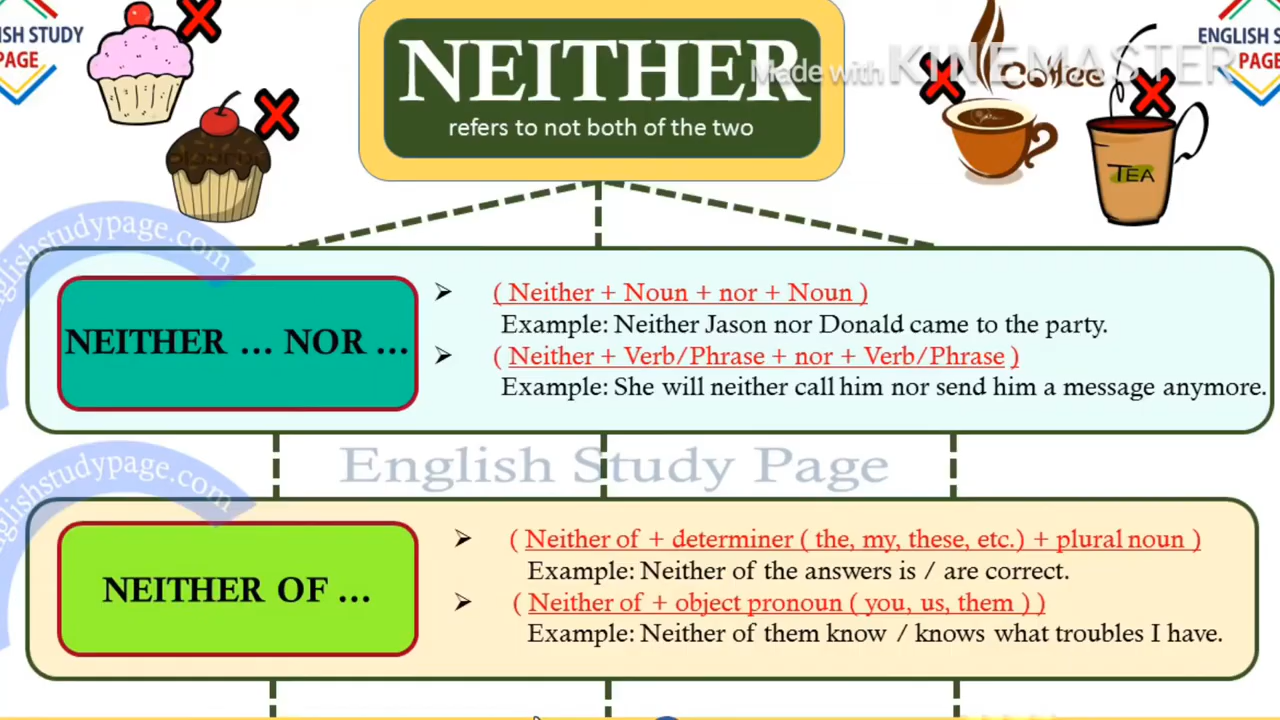 ISH STUDY
PAGE
NEITHER
refers to not both of the two
Made with KINEMASTER
Coffee
TEA
ENGLISH S
PAGE
englishstudypage.com
NEITHER … NOR …
➢ ( Neither + Noun + nor + Noun )
Example: Neither Jason nor Donald came to the party.
➢ ( Neither + Verb/Phrase + nor + Verb/Phrase )
Example: She will neither call him nor send him a message anymore.
English Study Page
nglishstudypage.com
NEITHER OF …
➢ ( Neither of + determiner ( the, my, these, etc.) + plural noun )
Example: Neither of the answers is / are correct.
➢ ( Neither of + object pronoun ( you, us, them ) )
Example: Neither of them know / knows what troubles I have.